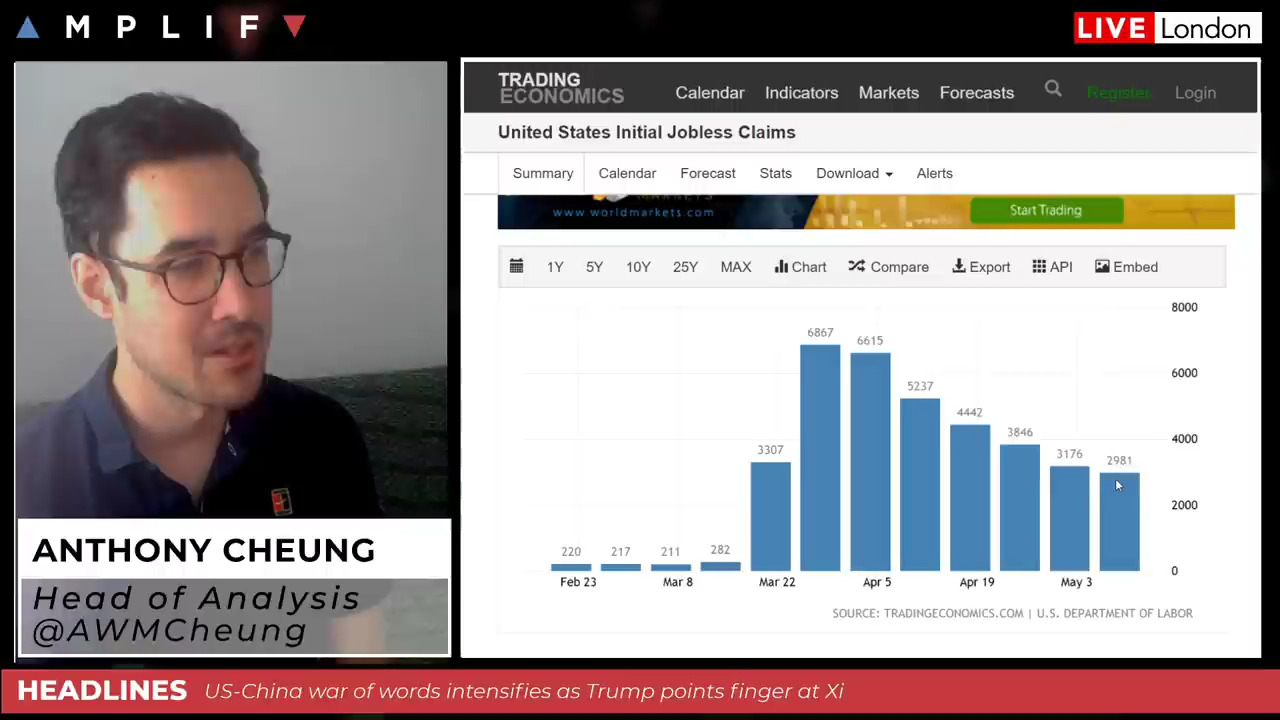 ▲ M P L I F ▼
LIVE London
TRADING
ECONOMICS
Calendar Indicators Markets Forecasts Register Login
United States Initial Jobless Claims
Summary Calendar Forecast Stats Download Alerts
MARKETS
www.worldmarkets.com
Start Trading
1Y 5Y 10Y 25Y MAX Chart Compare Export API Embed
8000
6000
4000
2000
0
220
217
211
282
3307
6867
6615
5237
4442
3846
3176
2981
Feb 23 Mar 8 Mar 22 Apr 5 Apr 19 May 3
SOURCE: TRADINGECONOMICS.COM | U.S. DEPARTMENT OF LABOR
ANTHONY CHEUNG
Head of Analysis
@AWMCheung
HEADLINES US-China war of words intensifies as Trump points finger at Xi